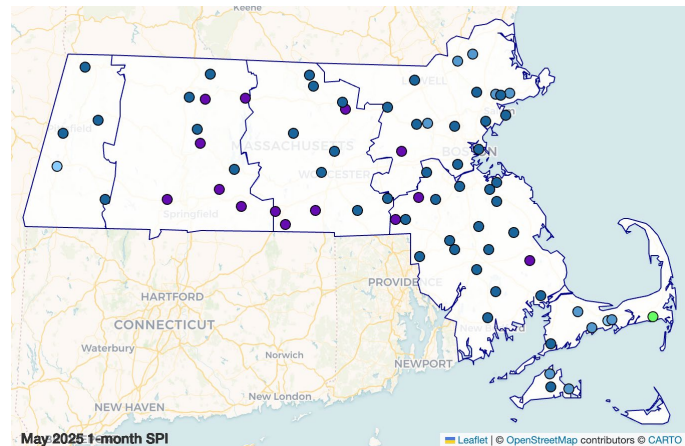 Keene
LOWELL
MASSACHUSETTS
BOSTON
WORCESTER
Springfield
PROVIDENCE
HARTFORD
CONNECTICUT
Waterbury
Norwich
NEWPORT
New London
NEW HAVEN
May 2025 1-month SPI
Leaflet | © OpenStreetMap contributors © CARTO